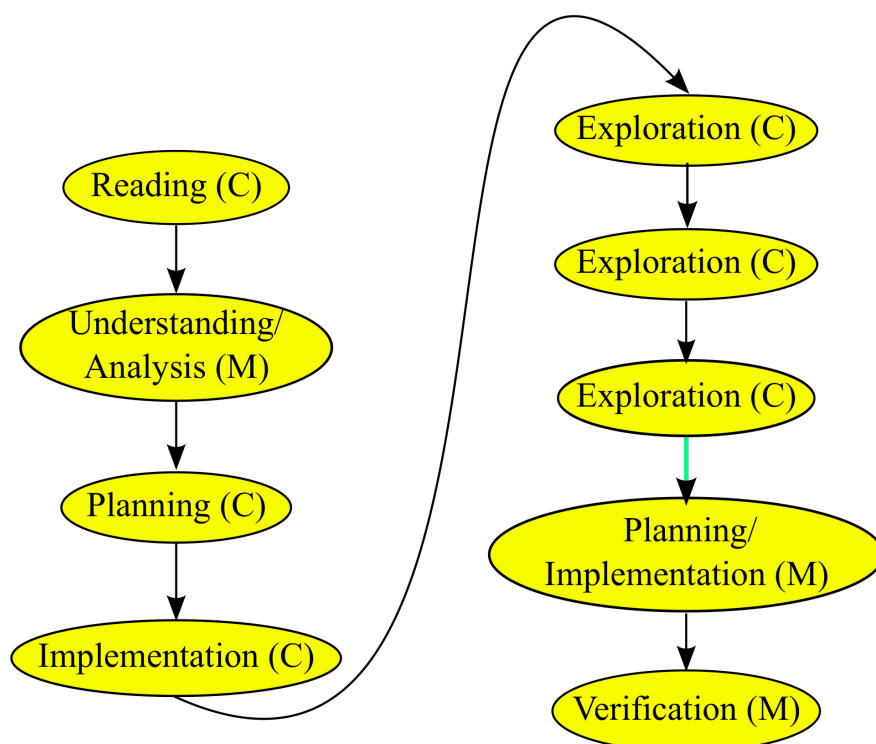 Reading (C)
Understanding/
Analysis (M)
Planning (C)
Implementation (C)
Exploration (C)
Exploration (C)
Exploration (C)
Planning/
Implementation (M)
Verification (M)